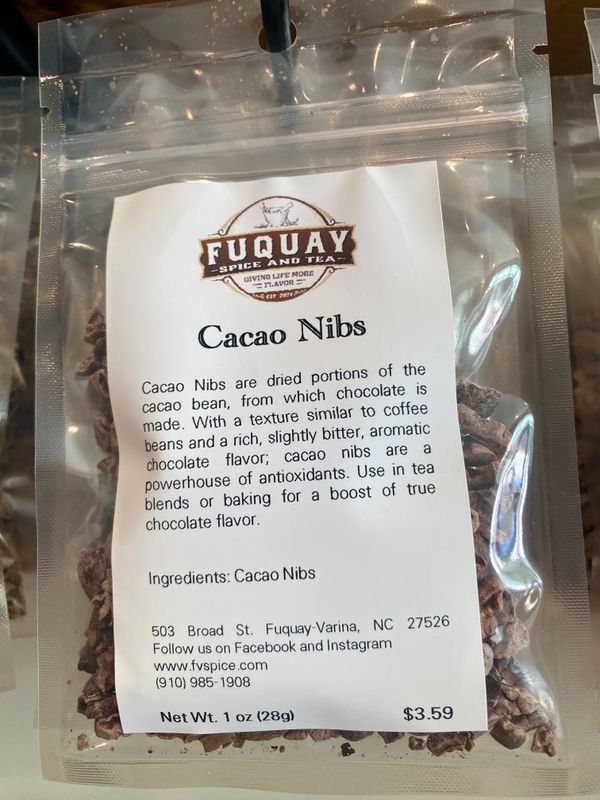 FUQUAY
SPICE AND TEA
GIVING LIFE MORE
FLAVOR
EST 2024
Cacao Nibs
Cacao Nibs are dried portions of the
cacao bean, from which chocolate is
made. With a texture similar to coffee
beans and a rich, slightly bitter, aromatic
chocolate flavor; cacao nibs are a
powerhouse of antioxidants. Use in tea
blends or baking for a boost of true
chocolate flavor.
Ingredients: Cacao Nibs
503 Broad St. Fuquay-Varina, NC 27526
Follow us on Facebook and Instagram
www.fvspice.com
(910) 985-1908
Net Wt. 1 oz (28g) $3.59